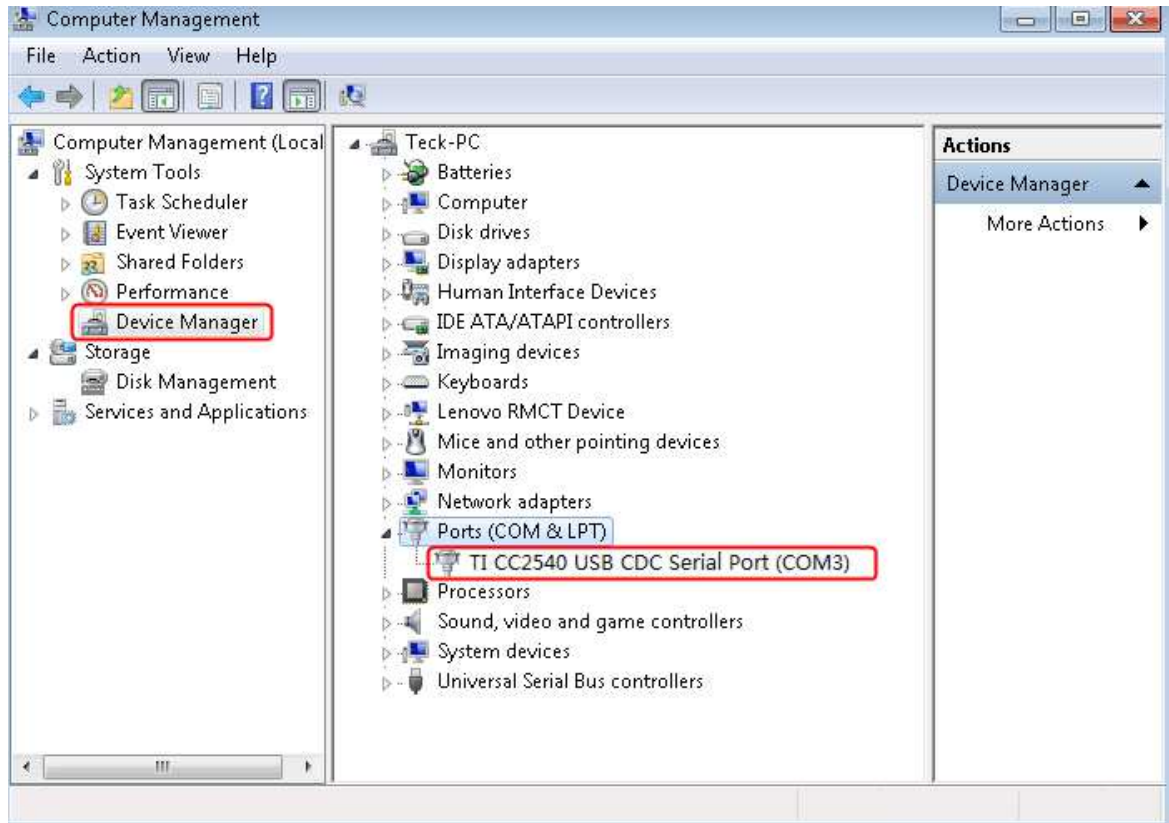 Computer Management
File Action View Help
Computer Management (Local
System Tools
Task Scheduler
Event Viewer
Shared Folders
Performance
Device Manager
Storage
Disk Management
Services and Applications
Teck-PC
Batteries
Computer
Disk drives
Display adapters
Human Interface Devices
IDE ATA/ATAPI controllers
Imaging devices
Keyboards
Lenovo RMCT Device
Mice and other pointing devices
Monitors
Network adapters
Ports (COM & LPT)
TI CC2540 USB CDC Serial Port (COM3)
Processors
Sound, video and game controllers
System devices
Universal Serial Bus controllers
Actions
Device Manager
More Actions